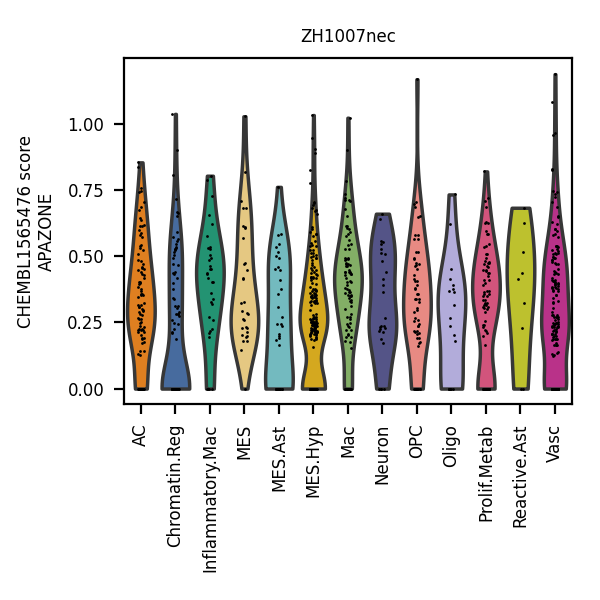 ZH1007nec
CHEMBL1565476 score
APAZONE
1.00
0.75
0.50
0.25
0.00
AC
Chromatin.Reg
Inflammatory.Mac
MES
MES.Ast
MES.Hyp
Mac
Neuron
OPC
Oligo
Prolif.Metab
Reactive.Ast
Vasc